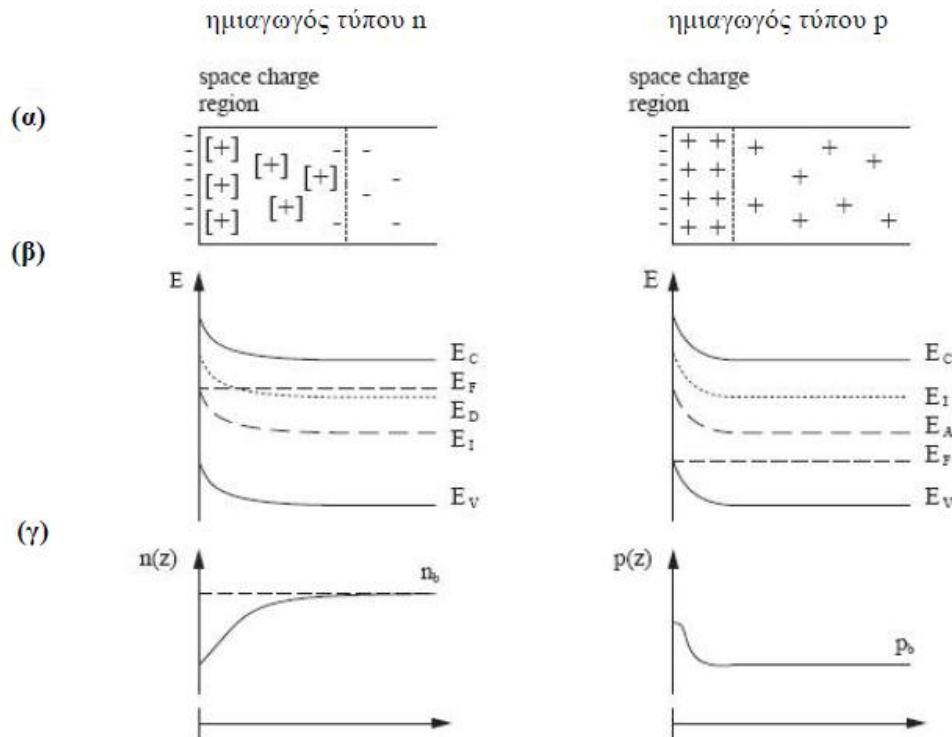 ημιαγωγός τύπου n
ημιαγωγός τύπου p
(α)
space charge
region
space charge
region
- - - - - - - [+] [+] [+] [+] [+] [+] - - - - - -
- - - - - - - + + + + + + + + + + + + + + +
(β)
E
E_C
E_F
E_D
E_I
E_V
E
E_C
E_I
E_A
E_F
E_V
(γ)
n(z)
n_b
p(z)
p_b